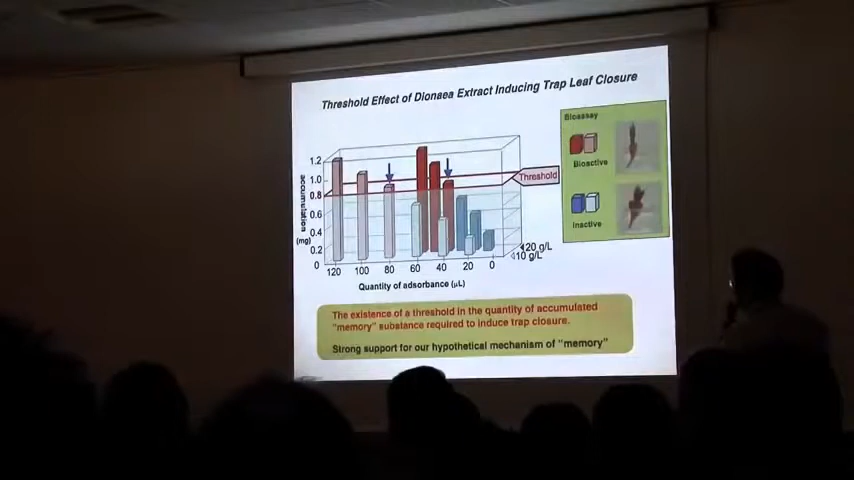 Threshold Effect of Dionsea Extract Inducing Trap Leaf Closure
Bioassay
Bioactive
Inactive
Threshold
accumulation
(mg)
1.2
1.0
0.8
0.6
0.4
0.2
0
120 100 80 60 40 20 0
20 g/L
10 g/L
Quantity of adsorbance (μL)
The existence of a threshold in the quantity of accumulated
"memory" substance required to induce trap closure.
Strong support for our hypothetical mechanism of "memory"